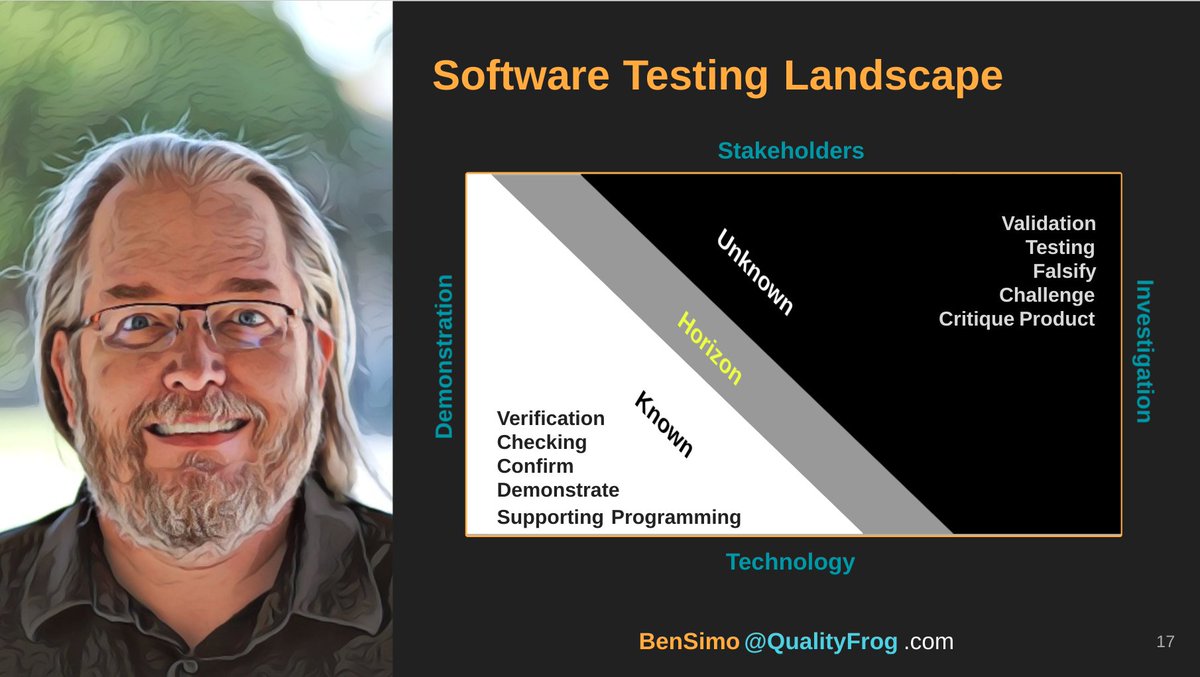 Software Testing Landscape
Stakeholders
Demonstration
Unknown
Horizon
Known
Validation
Testing
Falsify
Challenge
Critique Product
Investigation
Verification
Checking
Confirm
Demonstrate
Supporting Programming
Technology
BenSimo @QualityFrog .com
17